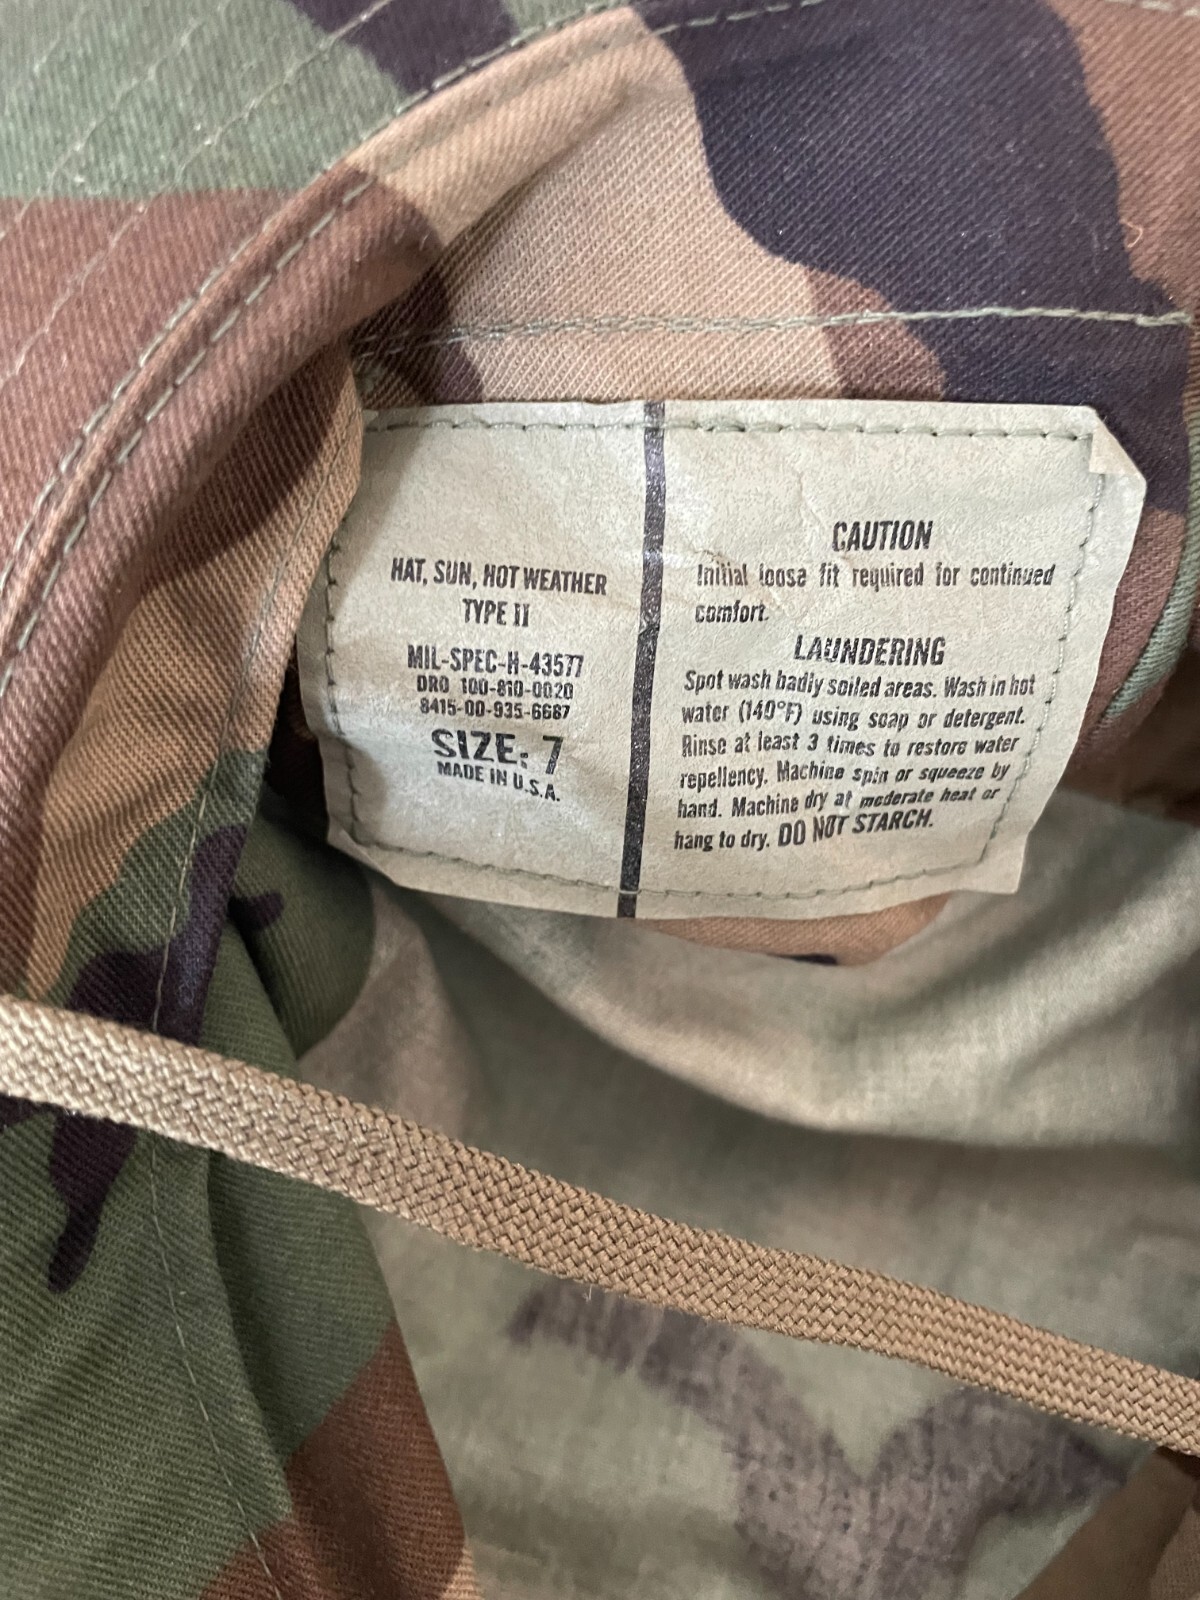 HAT, SUN, HOT WEATHER
TYPE II
MIL-SPEC-H-43577
DRO 100-810-0020
8415-00-935-6687
SIZE: 7
MADE IN U.S.A.
CAUTION
Initial loose fit required for continued
comfort.
LAUNDERING
Spot wash badly soiled areas. Wash in hot
water (140°F) using soap or detergent.
Rinse at least 3 times to restore water
repellency. Machine spin or squeeze by
hand. Machine dry at moderate heat or
hang to dry. DO NOT STARCH.